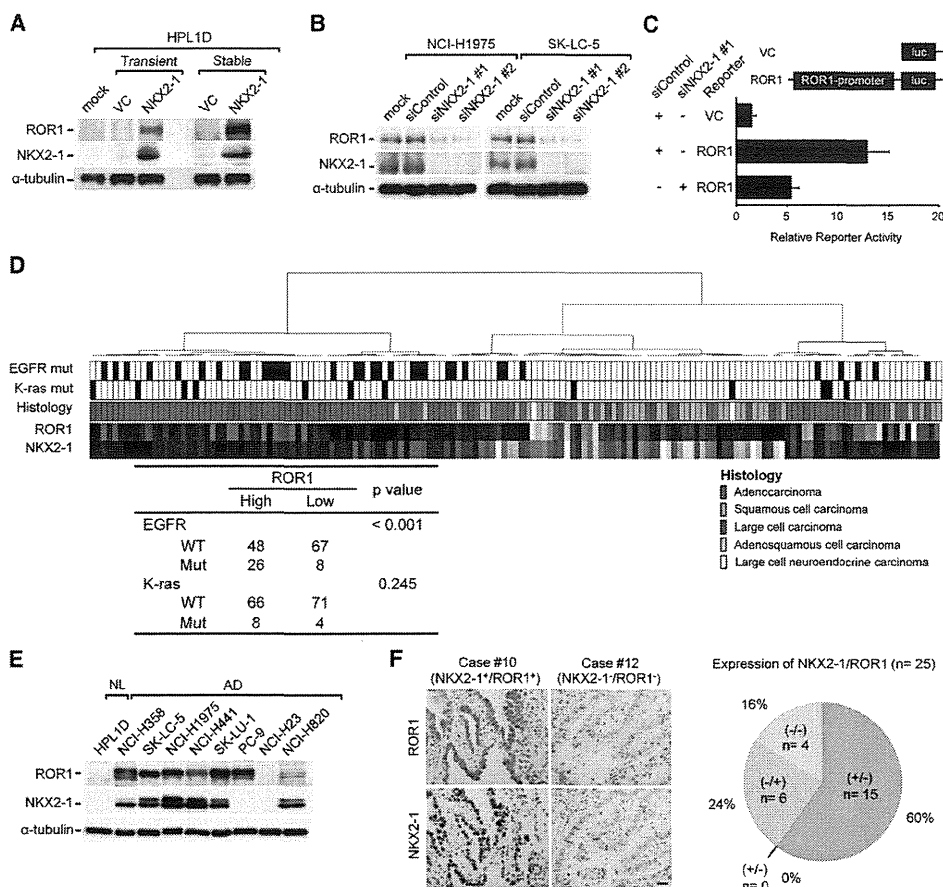 A
HPL1D
Transient
Stable
mock
VC
NKX2-1
VC
NKX2-1
ROR1
NKX2-1
α-tubulin
B
NCI-H1975
SK-LC-5
mock
siControl
siNKX2-1 #1
siNKX2-1 #2
mock
siControl
siNKX2-1 #1
siNKX2-1 #2
ROR1
NKX2-1
α-tubulin
C
siControl
siNKX2-1 #1
Reporter
VC
luc
ROR1
ROR1-promoter
luc
+ - VC
+ - ROR1
- + ROR1
0 5 10 15 20
Relative Reporter Activity
D
EGFR mut
K-ras mut
Histology
ROR1
NKX2-1
ROR1
p value
High Low
EGFR < 0.001
WT 48 67
Mut 26 8
K-ras 0.245
WT 66 71
Mut 8 4
Histology
Adenocarcinoma
Squamous cell carcinoma
Large cell carcinoma
Adenosquamous cell carcinoma
Large cell neuroendocrine carcinoma
E
NL
AD
HPL1D
NCI-H358
SK-LC-5
NCI-H1975
NCI-H441
SK-LU-1
PC-9
NCI-H23
NCI-H820
ROR1
NKX2-1
α-tubulin
F
Case #10
(NKX2-1⁺/ROR1⁺)
Case #12
(NKX2-1⁻/ROR1⁻)
ROR1
NKX2-1
Expression of NKX2-1/ROR1 (n= 25)
16%
(-/-)
n= 4
(-/+)
n= 6
24%
(+/-)
n= 15
60%
(+/-)
n= 0
0%